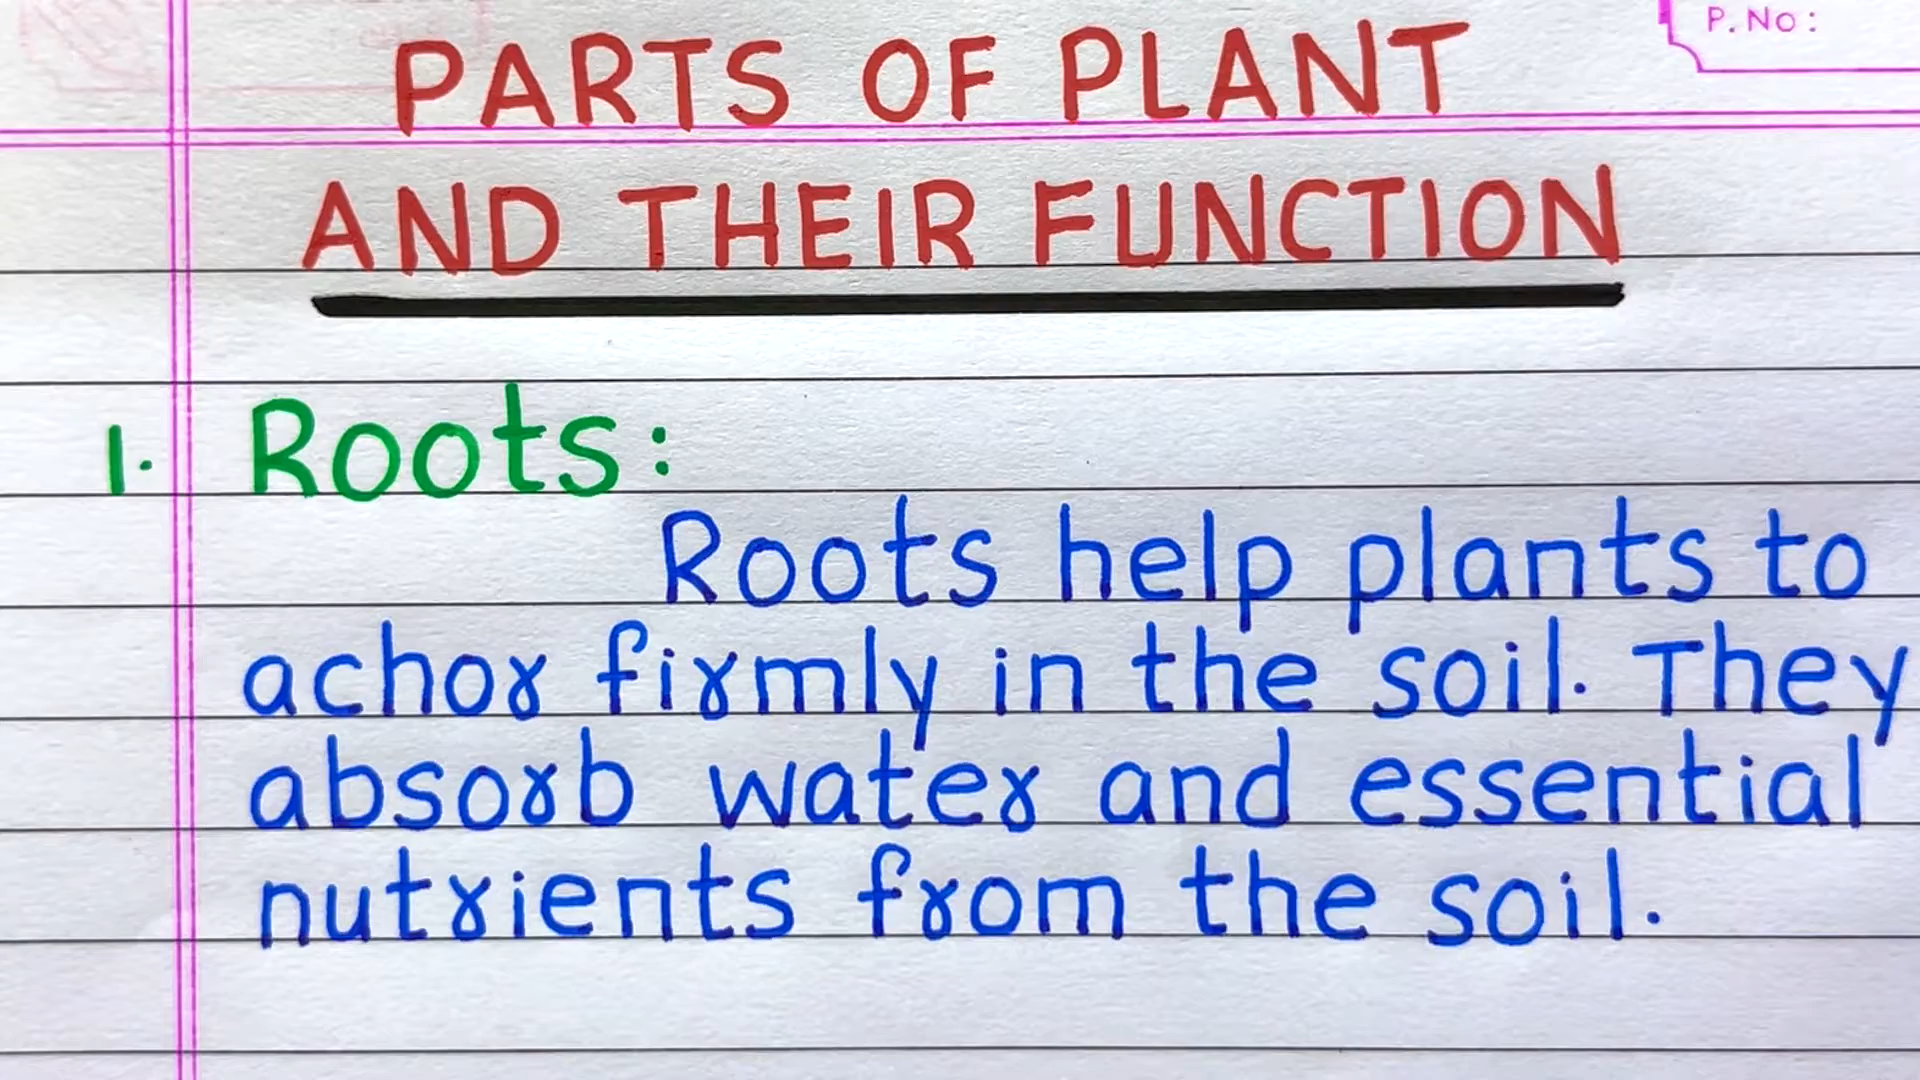 P. No :
PARTS OF PLANT
AND THEIR FUNCTION
1. Roots:
Roots help plants to
achor firmly in the soil. They
absorb water and essential
nutrients from the soil.